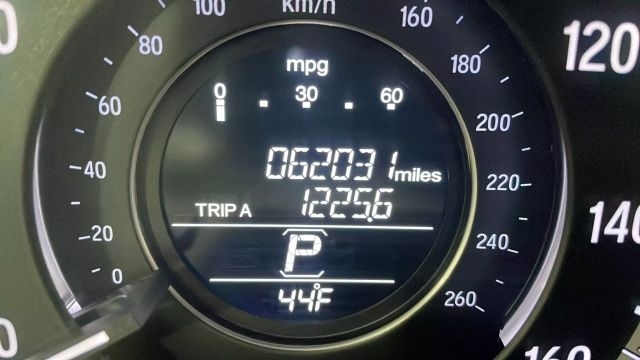 100 km/h 160
80 mpg 180 120
0 30 60
60 200
062031 miles
40 220
TRIP A 1225.6
140
20 P 240
0 44°F 260
160